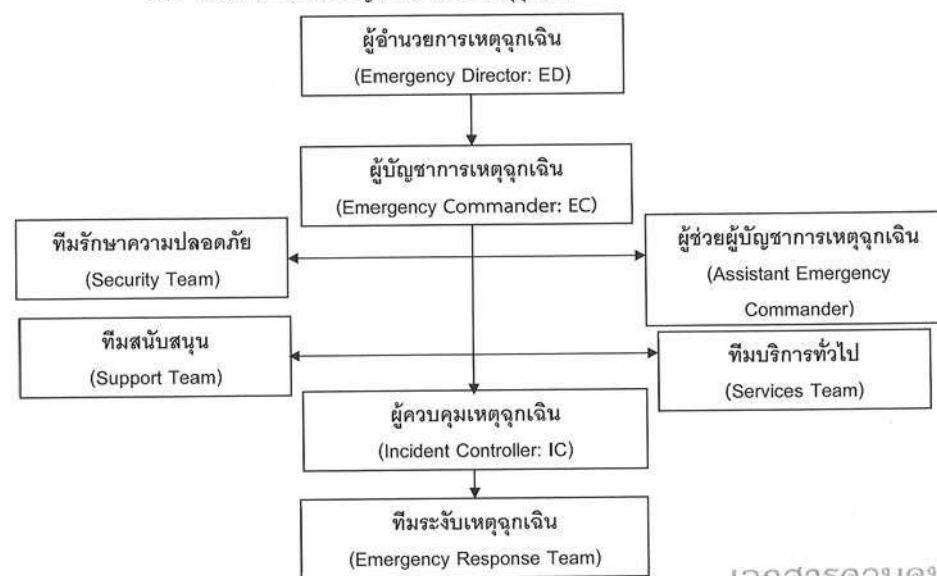 ผู้อำนวยการเหตุฉุกเฉิน
(Emergency Director: ED)
ผู้บัญชาการเหตุฉุกเฉิน
(Emergency Commander: EC)
ทีมรักษาความปลอดภัย
(Security Team)
ผู้ช่วยผู้บัญชาการเหตุฉุกเฉิน
(Assistant Emergency
Commander)
ทีมสนับสนุน
(Support Team)
ทีมบริการทั่วไป
(Services Team)
ผู้ควบคุมเหตุฉุกเฉิน
(Incident Controller: IC)
ทีมระงับเหตุฉุกเฉิน
(Emergency Response Team)